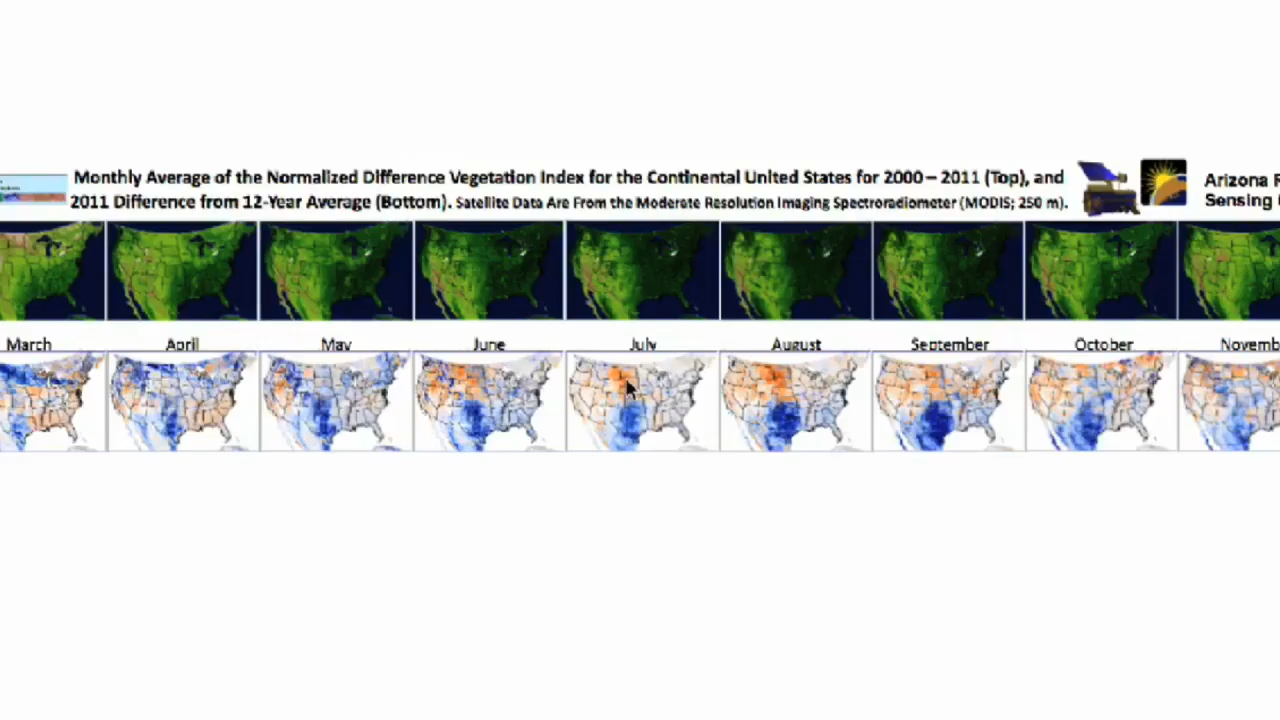 Monthly Average of the Normalized Difference Vegetation Index for the Continental United States for 2000 – 2011 (Top), and
2011 Difference from 12-Year Average (Bottom). Satellite Data Are From the Moderate Resolution Imaging Spectroradiometer (MODIS; 250 m).
Arizona
Sensing
March April May June July August September October Novemb